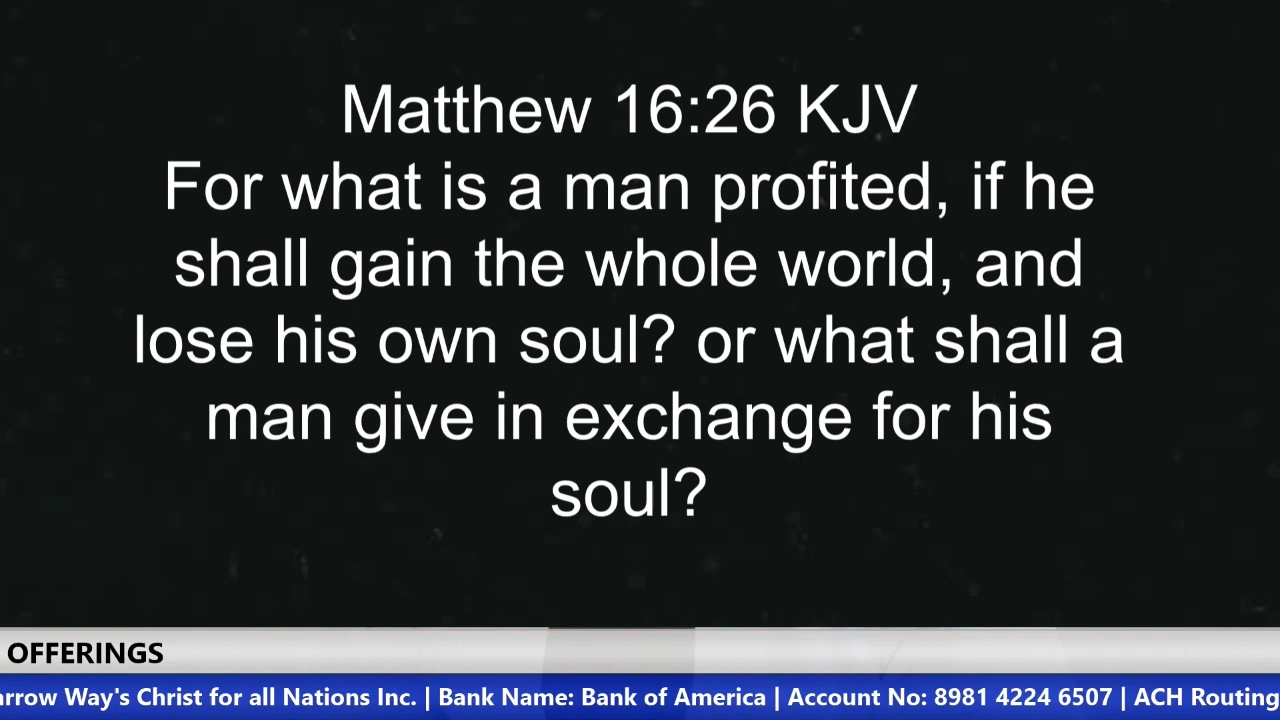 Matthew 16:26 KJV
For what is a man profited, if he
shall gain the whole world, and
lose his own soul? or what shall a
man give in exchange for his
soul?
OFFERINGS
arrow Way's Christ for all Nations Inc. | Bank Name: Bank of America | Account No: 8981 4224 6507 | ACH Routing